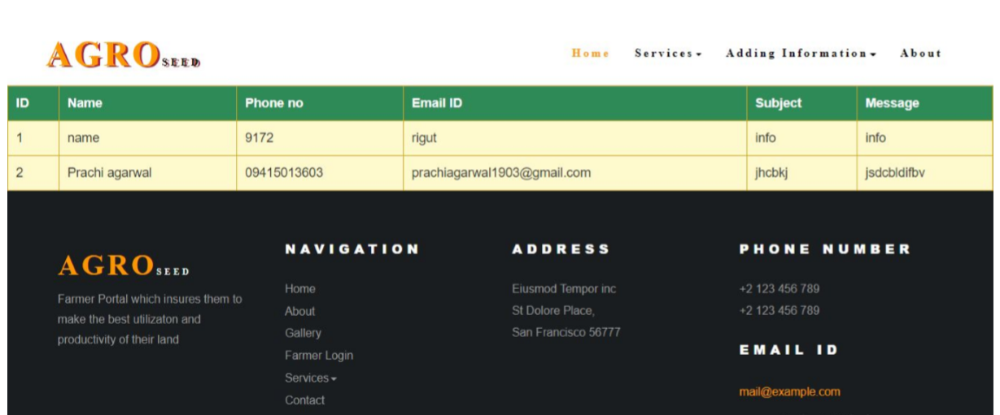 AGRO SEED
Home Services Adding Information About
ID Name Phone no Email ID Subject Message
1 name 9172 rigut info info
2 Prachi agarwal 09415013603 prachiagarwal1903@gmail.com jhcbkj jsdcbldifbv
AGRO SEED
Farmer Portal which insures them to
make the best utilizaton and
productivity of their land
NAVIGATION
Home
About
Gallery
Farmer Login
Services
Contact
ADDRESS
Eiusmod Tempor inc
St Dolore Place,
San Francisco 56777
PHONE NUMBER
+2 123 456 789
+2 123 456 789
EMAIL ID
mail@example.com